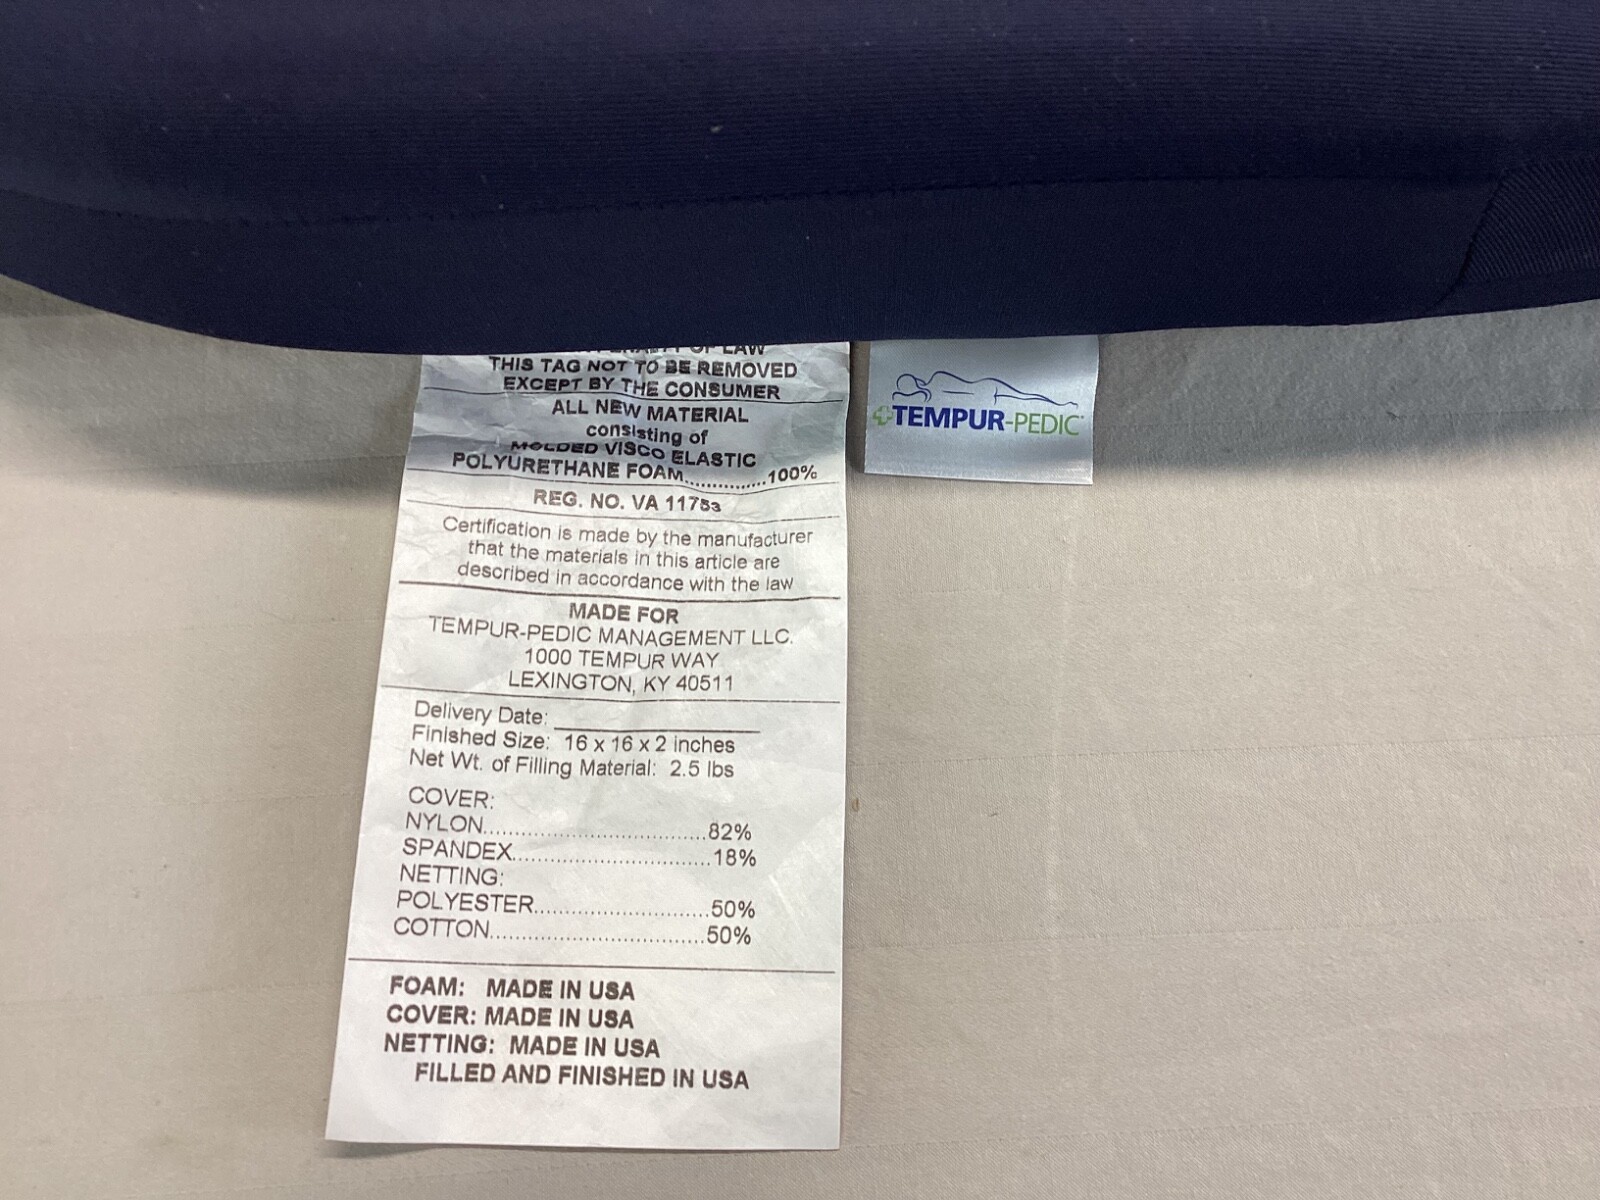 OF LAW
THIS TAG NOT TO BE REMOVED
EXCEPT BY THE CONSUMER
ALL NEW MATERIAL
consisting of
MOLDED VISCO ELASTIC
POLYURETHANE FOAM..............100%
REG. NO. VA 11753
Certification is made by the manufacturer
that the materials in this article are
described in accordance with the law
MADE FOR
TEMPUR-PEDIC MANAGEMENT LLC.
1000 TEMPUR WAY
LEXINGTON, KY 40511
Delivery Date: ____________________
Finished Size: 16 x 16 x 2 inches
Net Wt. of Filling Material: 2.5 lbs
COVER:
NYLON.......................................82%
SPANDEX..................................18%
NETTING:
POLYESTER..............................50%
COTTON.....................................50%
FOAM: MADE IN USA
COVER: MADE IN USA
NETTING: MADE IN USA
FILLED AND FINISHED IN USA
TEMPUR-PEDIC